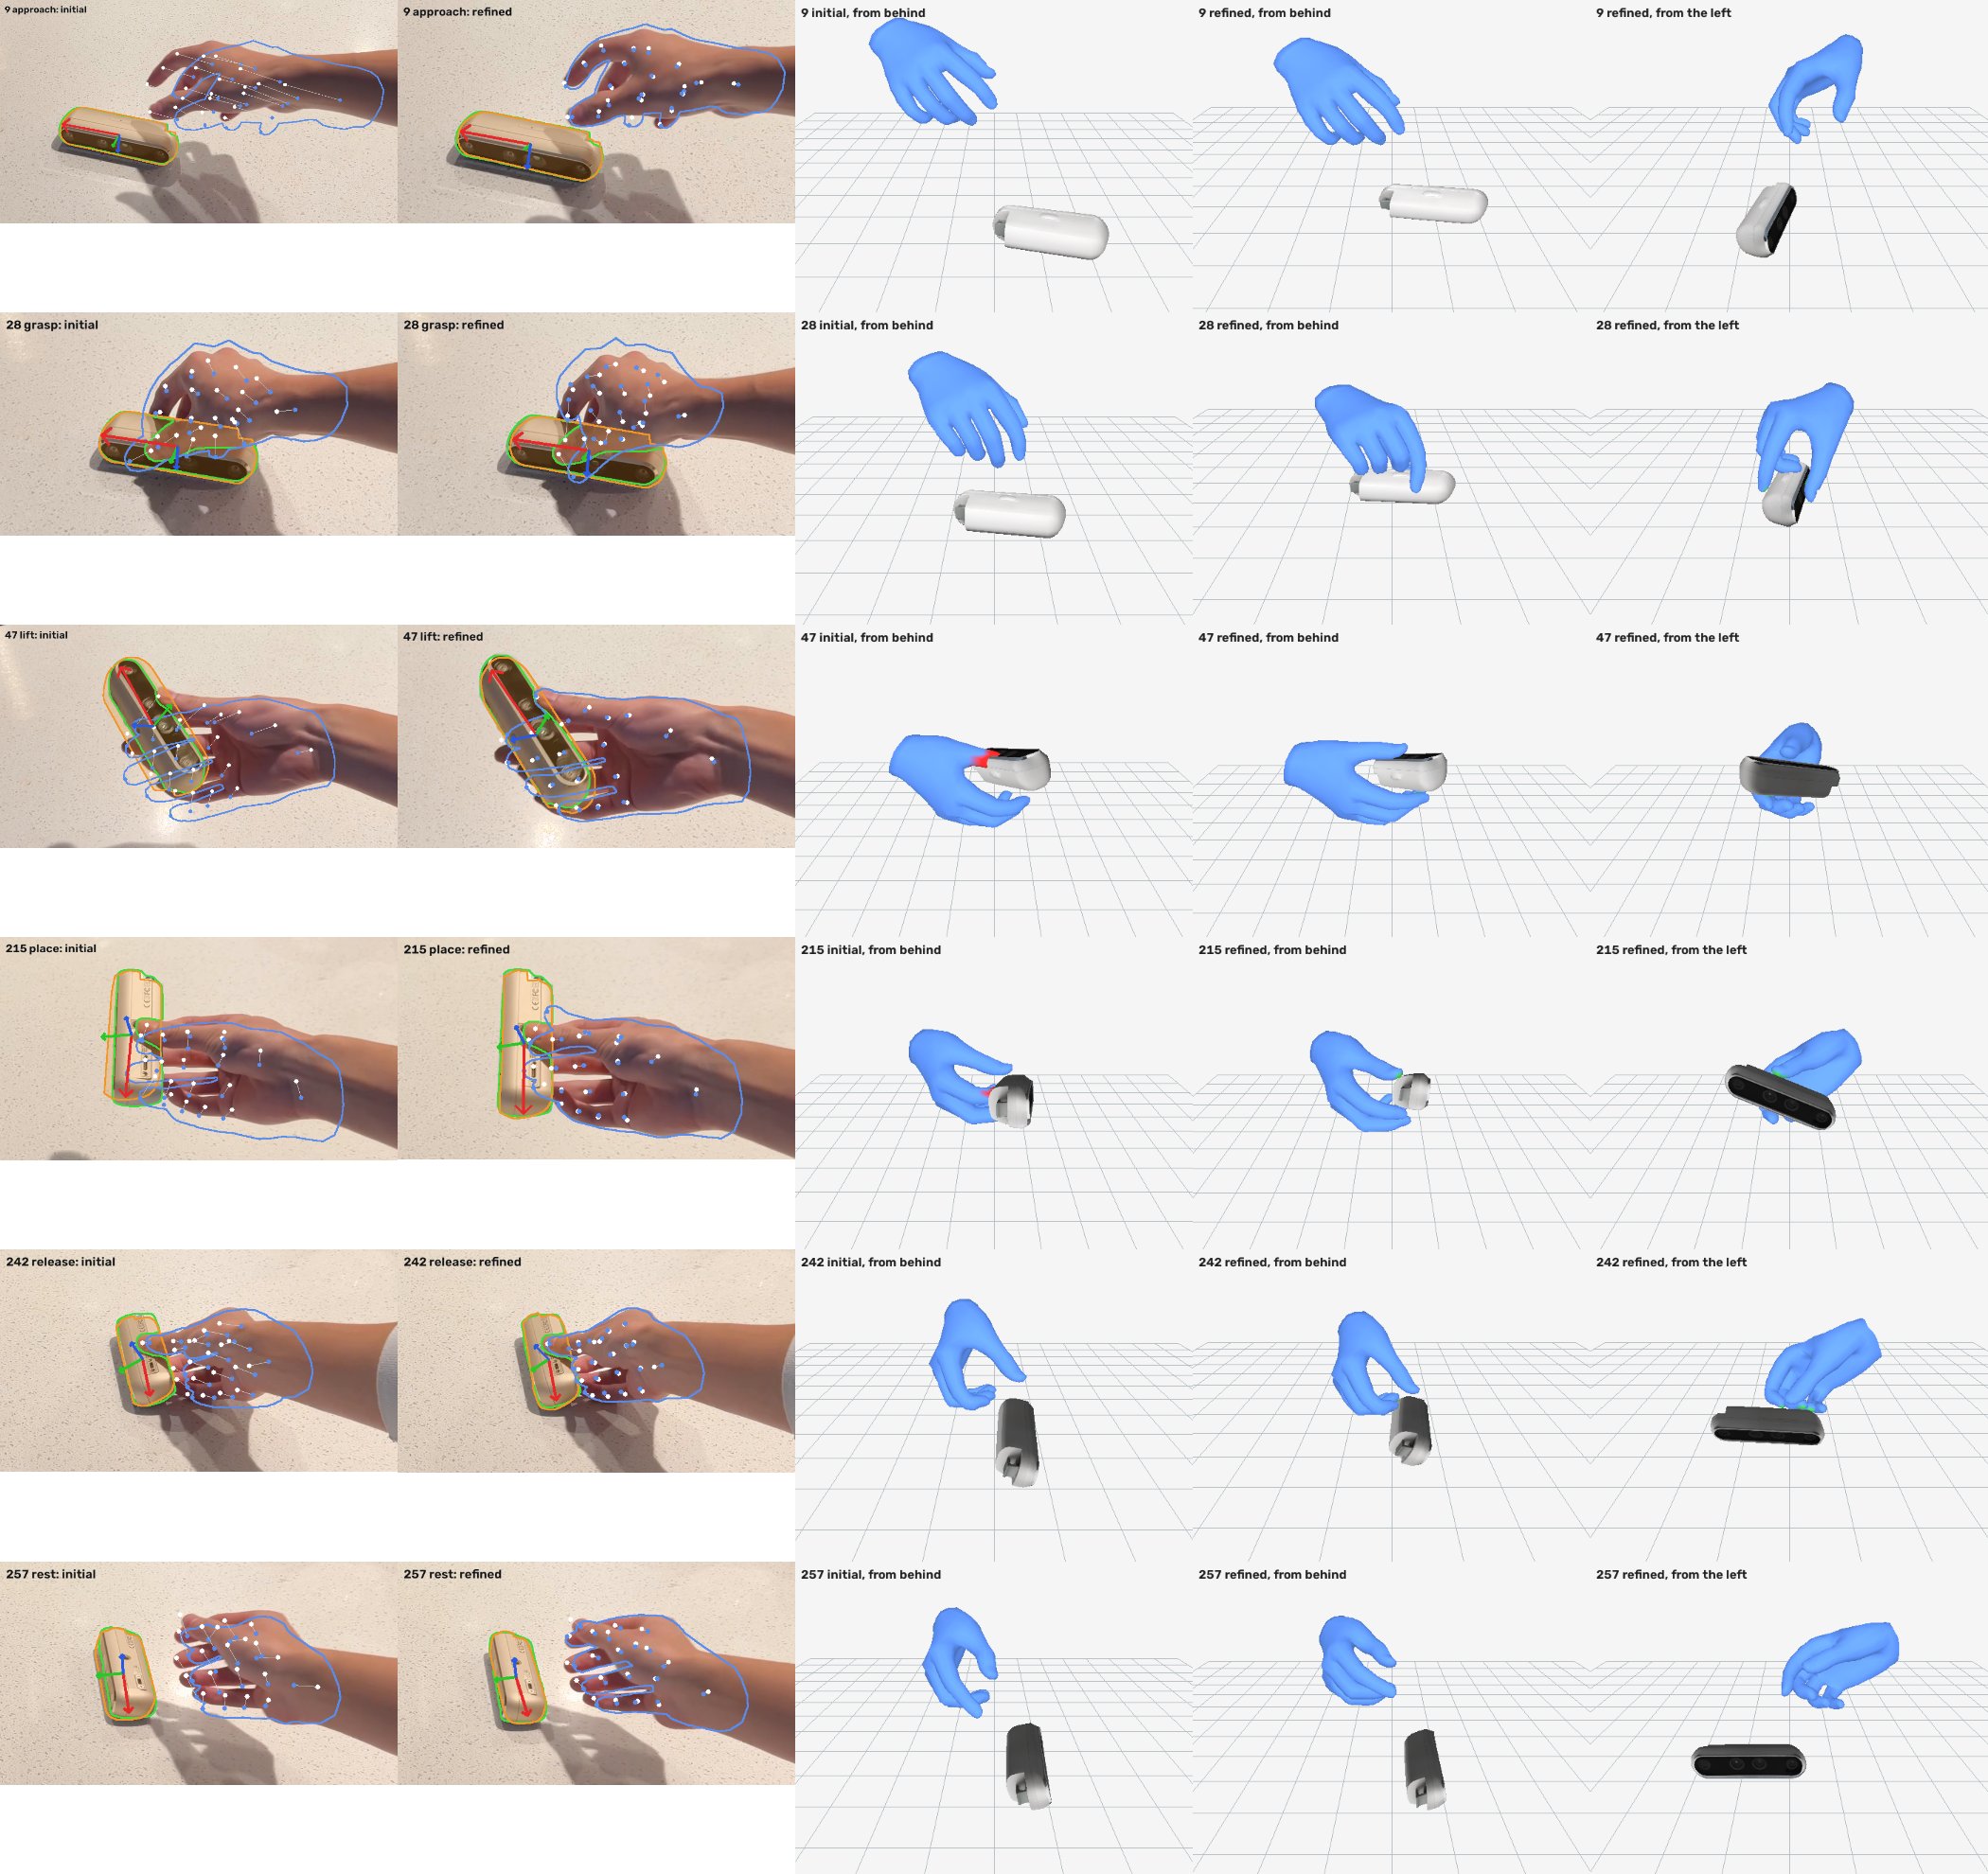 9 approach: initial
9 approach: refined
9 initial, from behind
9 refined, from behind
9 refined, from the left
28 grasp: initial
28 grasp: refined
28 initial, from behind
28 refined, from behind
28 refined, from the left
47 lift: initial
47 lift: refined
47 initial, from behind
47 refined, from behind
47 refined, from the left
215 place: initial
215 place: refined
215 initial, from behind
215 refined, from behind
215 refined, from the left
242 release: initial
242 release: refined
242 initial, from behind
242 refined, from behind
242 refined, from the left
257 rest: initial
257 rest: refined
257 initial, from behind
257 refined, from behind
257 refined, from the left